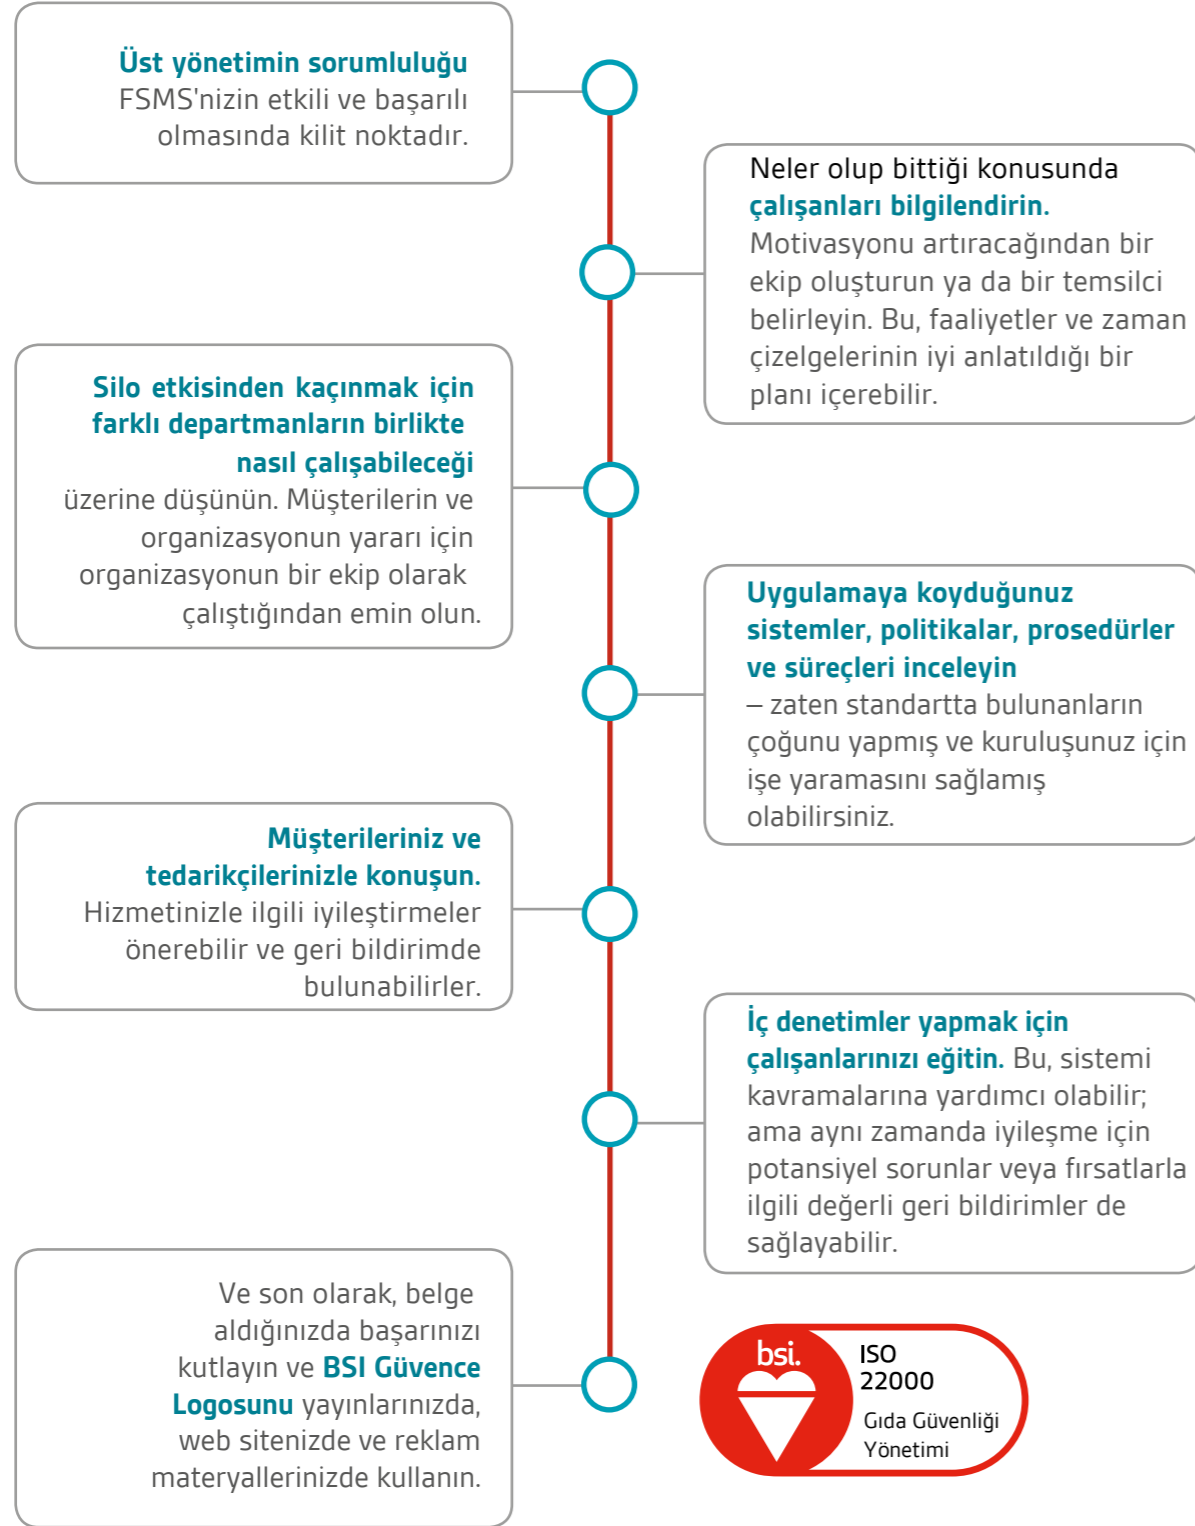 Üst yönetimin sorumluluğu
FSMS'nizin etkili ve başarılı
olmasında kilit noktadır.
Neler olup bittiği konusunda
çalışanları bilgilendirin.
Motivasyonu artıracağından bir
ekip oluşturun ya da bir temsilci
belirleyin. Bu, faaliyetler ve zaman
çizelgelerinin iyi anlatıldığı bir
planı içerebilir.
Silo etkisinden kaçınmak için
farklı departmanların birlikte
nasıl çalışabileceği
üzerine düşünün. Müşterilerin ve
organizasyonun yararı için
organizasyonun bir ekip olarak
çalıştığından emin olun.
Uygulamaya koyduğunuz
sistemler, politikalar, prosedürler
ve süreçleri inceleyin
– zaten standartta bulunanların
çoğunu yapmış ve kuruluşunuz için
işe yaramasını sağlamış
olabilirsiniz.
Müşterileriniz ve
tedarikçilerinizle konuşun.
Hizmetinizle ilgili iyileştirmeler
önerebilir ve geri bildirimde
bulunabilirler.
İç denetimler yapmak için
çalışanlarınızı eğitin. Bu, sistemi
kavramalarına yardımcı olabilir;
ama aynı zamanda iyileşme için
potansiyel sorunlar veya fırsatlarla
ilgili değerli geri bildirimler de
sağlayabilir.
Ve son olarak, belge
aldığınızda başarınızı
kutlayın ve BSI Güvence
Logosunu yayınlarınızda,
web sitenizde ve reklam
materyallerinizde kullanın.
bsi.
ISO
22000
Gıda Güvenliği
Yönetimi